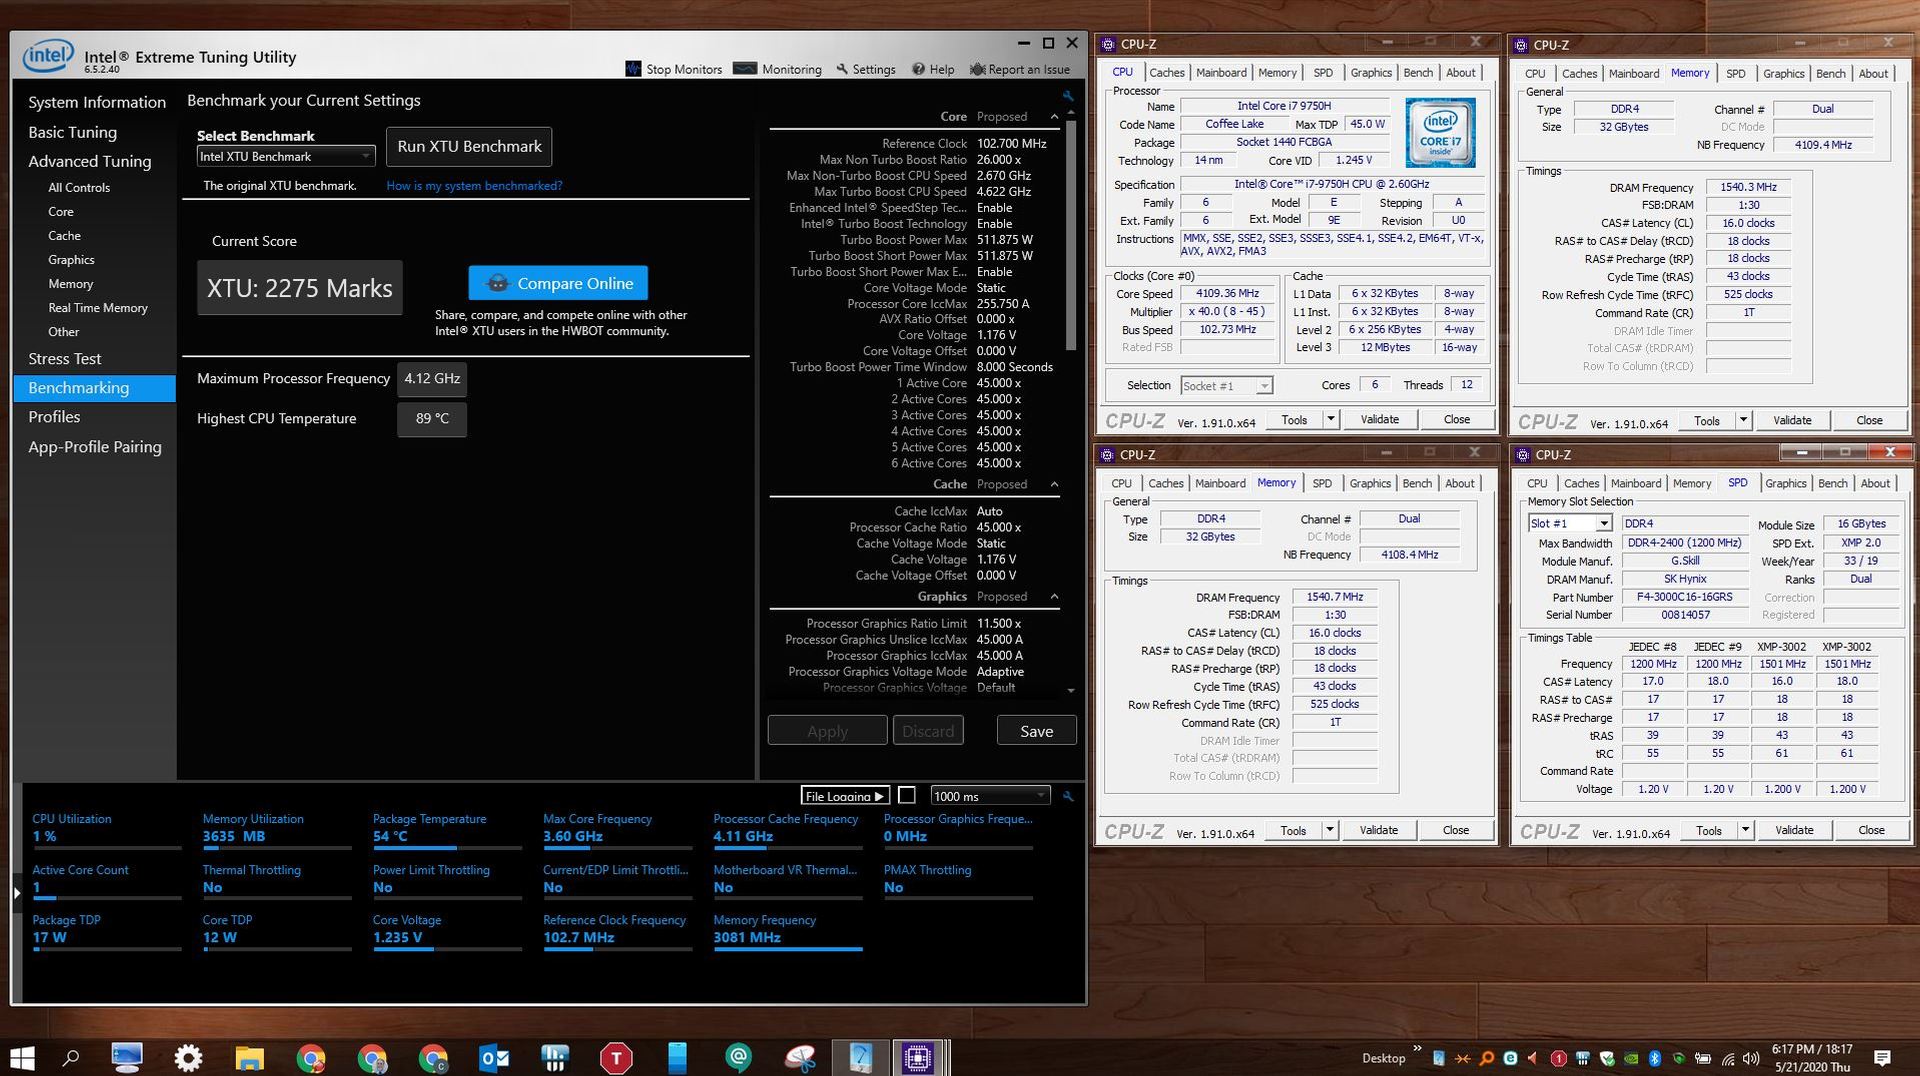 intel
Intel® Extreme Tuning Utility
6.5.2.40
Stop Monitors
Monitoring
Settings
Help
Report an Issue
System Information
Basic Tuning
Advanced Tuning
All Controls
Core
Cache
Graphics
Memory
Real Time Memory
Other
Stress Test
Benchmarking
Profiles
App-Profile Pairing
Benchmark your Current Settings
Select Benchmark
Intel XTU Benchmark
Run XTU Benchmark
The original XTU benchmark.
How is my system benchmarked?
Current Score
XTU: 2275 Marks
Compare Online
Share, compare, and compete online with other
Intel® XTU users in the HWBOT community.
Maximum Processor Frequency 4.12 GHz
Highest CPU Temperature 89 °C
Core Proposed
Reference Clock 102.700 MHz
Max Non Turbo Boost Ratio 26.000 x
Max Non-Turbo Boost CPU Speed 2.670 GHz
Max Turbo Boost CPU Speed 4.622 GHz
Enhanced Intel® SpeedStep Tec... Enable
Intel® Turbo Boost Technology Enable
Turbo Boost Power Max 511.875 W
Turbo Boost Short Power Max 511.875 W
Turbo Boost Short Power Max E... Enable
Core Voltage Mode Static
Processor Core IccMax 255.750 A
AVX Ratio Offset 0.000 x
Core Voltage 1.176 V
Core Voltage Offset 0.000 V
Turbo Boost Power Time Window 8.000 Seconds
1 Active Core 45.000 x
2 Active Cores 45.000 x
3 Active Cores 45.000 x
4 Active Cores 45.000 x
5 Active Cores 45.000 x
6 Active Cores 45.000 x
Cache Proposed
Cache IccMax Auto
Processor Cache Ratio 45.000 x
Cache Voltage Mode Static
Cache Voltage 1.176 V
Cache Voltage Offset 0.000 V
Graphics Proposed
Processor Graphics Ratio Limit 11.500 x
Processor Graphics Unslice IccMax 45.000 A
Processor Graphics IccMax 45.000 A
Processor Graphics Voltage Mode Adaptive
Processor Graphics Voltage Default
Apply
Discard
Save
File Logging
1000 ms
CPU Utilization
1 %
Memory Utilization
3635 MB
Package Temperature
54 °C
Max Core Frequency
3.60 GHz
Processor Cache Frequency
4.11 GHz
Processor Graphics Freque...
0 MHz
Active Core Count
1
Thermal Throttling
No
Power Limit Throttling
No
Current/EDP Limit Throttli...
No
Motherboard VR Thermal...
No
PMAX Throttling
No
Package TDP
17 W
Core TDP
12 W
Core Voltage
1.235 V
Reference Clock Frequency
102.7 MHz
Memory Frequency
3081 MHz
CPU-Z
CPU Caches Mainboard Memory SPD Graphics Bench About
Processor
Name Intel Core i7 9750H
Code Name Coffee Lake Max TDP 45.0 W
Package Socket 1440 FCBGA
Technology 14 nm Core VID 1.245 V
intel
CORE i7
inside
Specification Intel® Core™ i7-9750H CPU @ 2.60GHz
Family 6 Model E Stepping A
Ext. Family 6 Ext. Model 9E Revision U0
Instructions MMX, SSE, SSE2, SSE3, SSSE3, SSE4.1, SSE4.2, EM64T, VT-x,
AVX, AVX2, FMA3
Clocks (Core #0)
Core Speed 4109.36 MHz
Multiplier x 40.0 ( 8 - 45 )
Bus Speed 102.73 MHz
Rated FSB
Cache
L1 Data 6 x 32 KBytes 8-way
L1 Inst. 6 x 32 KBytes 8-way
Level 2 6 x 256 KBytes 4-way
Level 3 12 MBytes 16-way
Selection Socket #1 Cores 6 Threads 12
CPU-Z Ver. 1.91.0.x64 Tools Validate Close
CPU-Z
CPU Caches Mainboard Memory SPD Graphics Bench About
General
Type DDR4 Channel # Dual
Size 32 GBytes DC Mode
NB Frequency 4109.4 MHz
Timings
DRAM Frequency 1540.3 MHz
FSB:DRAM 1:30
CAS# Latency (CL) 16.0 clocks
RAS# to CAS# Delay (tRCD) 18 clocks
RAS# Precharge (tRP) 18 clocks
Cycle Time (tRAS) 43 clocks
Row Refresh Cycle Time (tRFC) 525 clocks
Command Rate (CR) 1T
DRAM Idle Timer
Total CAS# (tRDRAM)
Row To Column (tRCD)
CPU-Z Ver. 1.91.0.x64 Tools Validate Close
CPU-Z
CPU Caches Mainboard Memory SPD Graphics Bench About
General
Type DDR4 Channel # Dual
Size 32 GBytes DC Mode
NB Frequency 4108.4 MHz
Timings
DRAM Frequency 1540.7 MHz
FSB:DRAM 1:30
CAS# Latency (CL) 16.0 clocks
RAS# to CAS# Delay (tRCD) 18 clocks
RAS# Precharge (tRP) 18 clocks
Cycle Time (tRAS) 43 clocks
Row Refresh Cycle Time (tRFC) 525 clocks
Command Rate (CR) 1T
DRAM Idle Timer
Total CAS# (tRDRAM)
Row To Column (tRCD)
CPU-Z Ver. 1.91.0.x64 Tools Validate Close
CPU-Z
CPU Caches Mainboard Memory SPD Graphics Bench About
Memory Slot Selection
Slot #1 DDR4 Module Size 16 GBytes
Max Bandwidth DDR4-2400 (1200 MHz) SPD Ext. XMP 2.0
Module Manuf. G.Skill Week/Year 33 / 19
DRAM Manuf. SK Hynix Ranks Dual
Part Number F4-3000C16-16GRS Correction
Serial Number 00814057 Registered
Timings Table
JEDEC #8 JEDEC #9 XMP-3002 XMP-3002
Frequency 1200 MHz 1200 MHz 1501 MHz 1501 MHz
CAS# Latency 17.0 18.0 16.0 18.0
RAS# to CAS# 17 17 18 18
RAS# Precharge 17 17 18 18
tRAS 39 39 43 43
tRC 55 55 61 61
Command Rate
Voltage 1.20 V 1.20 V 1.200 V 1.200 V
CPU-Z Ver. 1.91.0.x64 Tools Validate Close
Desktop
6:17 PM / 18:17
5/21/2020 Thu